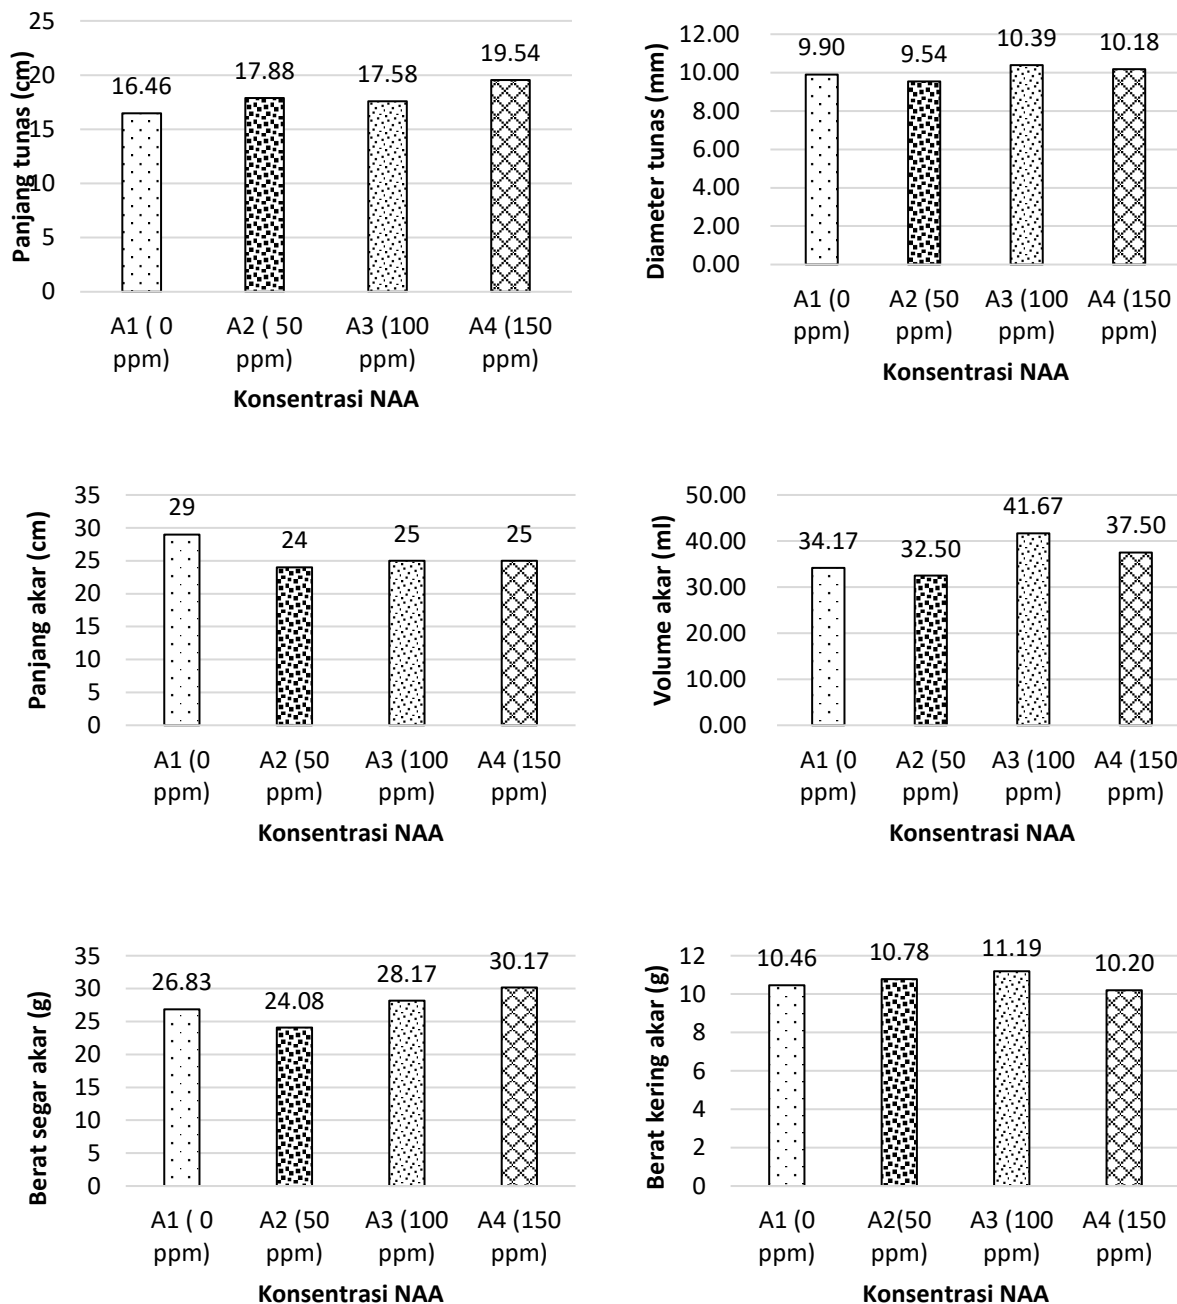 25
20
15
10
5
0
Panjang tunas (cm)
16.46
17.88
17.58
19.54
A1 ( 0
ppm)
A2 ( 50
ppm)
A3 (100
ppm)
A4 (150
ppm)
Konsentrasi NAA
12.00
10.00
8.00
6.00
4.00
2.00
0.00
Diameter tunas (mm)
9.90
9.54
10.39
10.18
A1 (0
ppm)
A2 (50
ppm)
A3 (100
ppm)
A4 (150
ppm)
Konsentrasi NAA
35
30
25
20
15
10
5
0
Panjang akar (cm)
29
24
25
25
A1 (0
ppm)
A2 (50
ppm)
A3 (100
ppm)
A4 (150
ppm)
Konsentrasi NAA
50.00
40.00
30.00
20.00
10.00
0.00
Volume akar (ml)
34.17
32.50
41.67
37.50
A1 (0
ppm)
A2 (50
ppm)
A3 (100
ppm)
A4 (150
ppm)
Konsentrasi NAA
35
30
25
20
15
10
5
0
Berat segar akar (g)
26.83
24.08
28.17
30.17
A1 ( 0
ppm)
A2 (50
ppm)
A3 (100
ppm)
A4 (150
ppm)
Konsentrasi NAA
12
10
8
6
4
2
0
Berat kering akar (g)
10.46
10.78
11.19
10.20
A1 (0
ppm)
A2(50
ppm)
A3 (100
ppm)
A4 (150
ppm)
Konsentrasi NAA